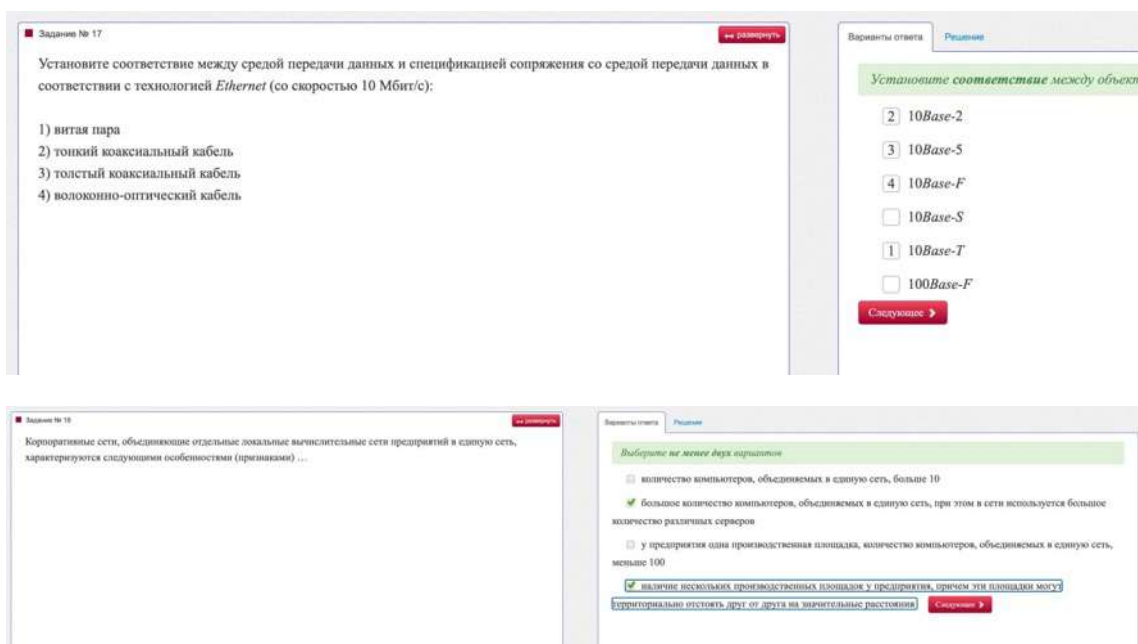 Задание № 17
развернуть
Установите соответствие между средой передачи данных и спецификацией сопряжения со средой передачи данных в
соответствии с технологией Ethernet (со скоростью 10 Мбит/с):
1) витая пара
2) тонкий коаксиальный кабель
3) толстый коаксиальный кабель
4) волоконно-оптический кабель
Варианты ответа Решение
Установите соответствие между объект
2 10Base-2
3 10Base-5
4 10Base-F
10Base-S
1 10Base-T
100Base-F
Следующее
Задание № 18
развернуть
Корпоративные сети, объединяющие отдельные локальные вычислительные сети предприятий в единую сеть,
характеризуются следующими особенностями (признаками) …
Варианты ответа Решение
Выберите не менее двух вариантов
количество компьютеров, объединяемых в единую сеть, больше 10
большое количество компьютеров, объединяемых в единую сеть, при этом в сети используется большое
количество различных серверов
у предприятия одна производственная площадка, количество компьютеров, объединяемых в единую сеть,
меньше 100
наличие нескольких производственных площадок у предприятия, причем эти площадки могут
территориально отстоять друг от друга на значительные расстояния Следующее